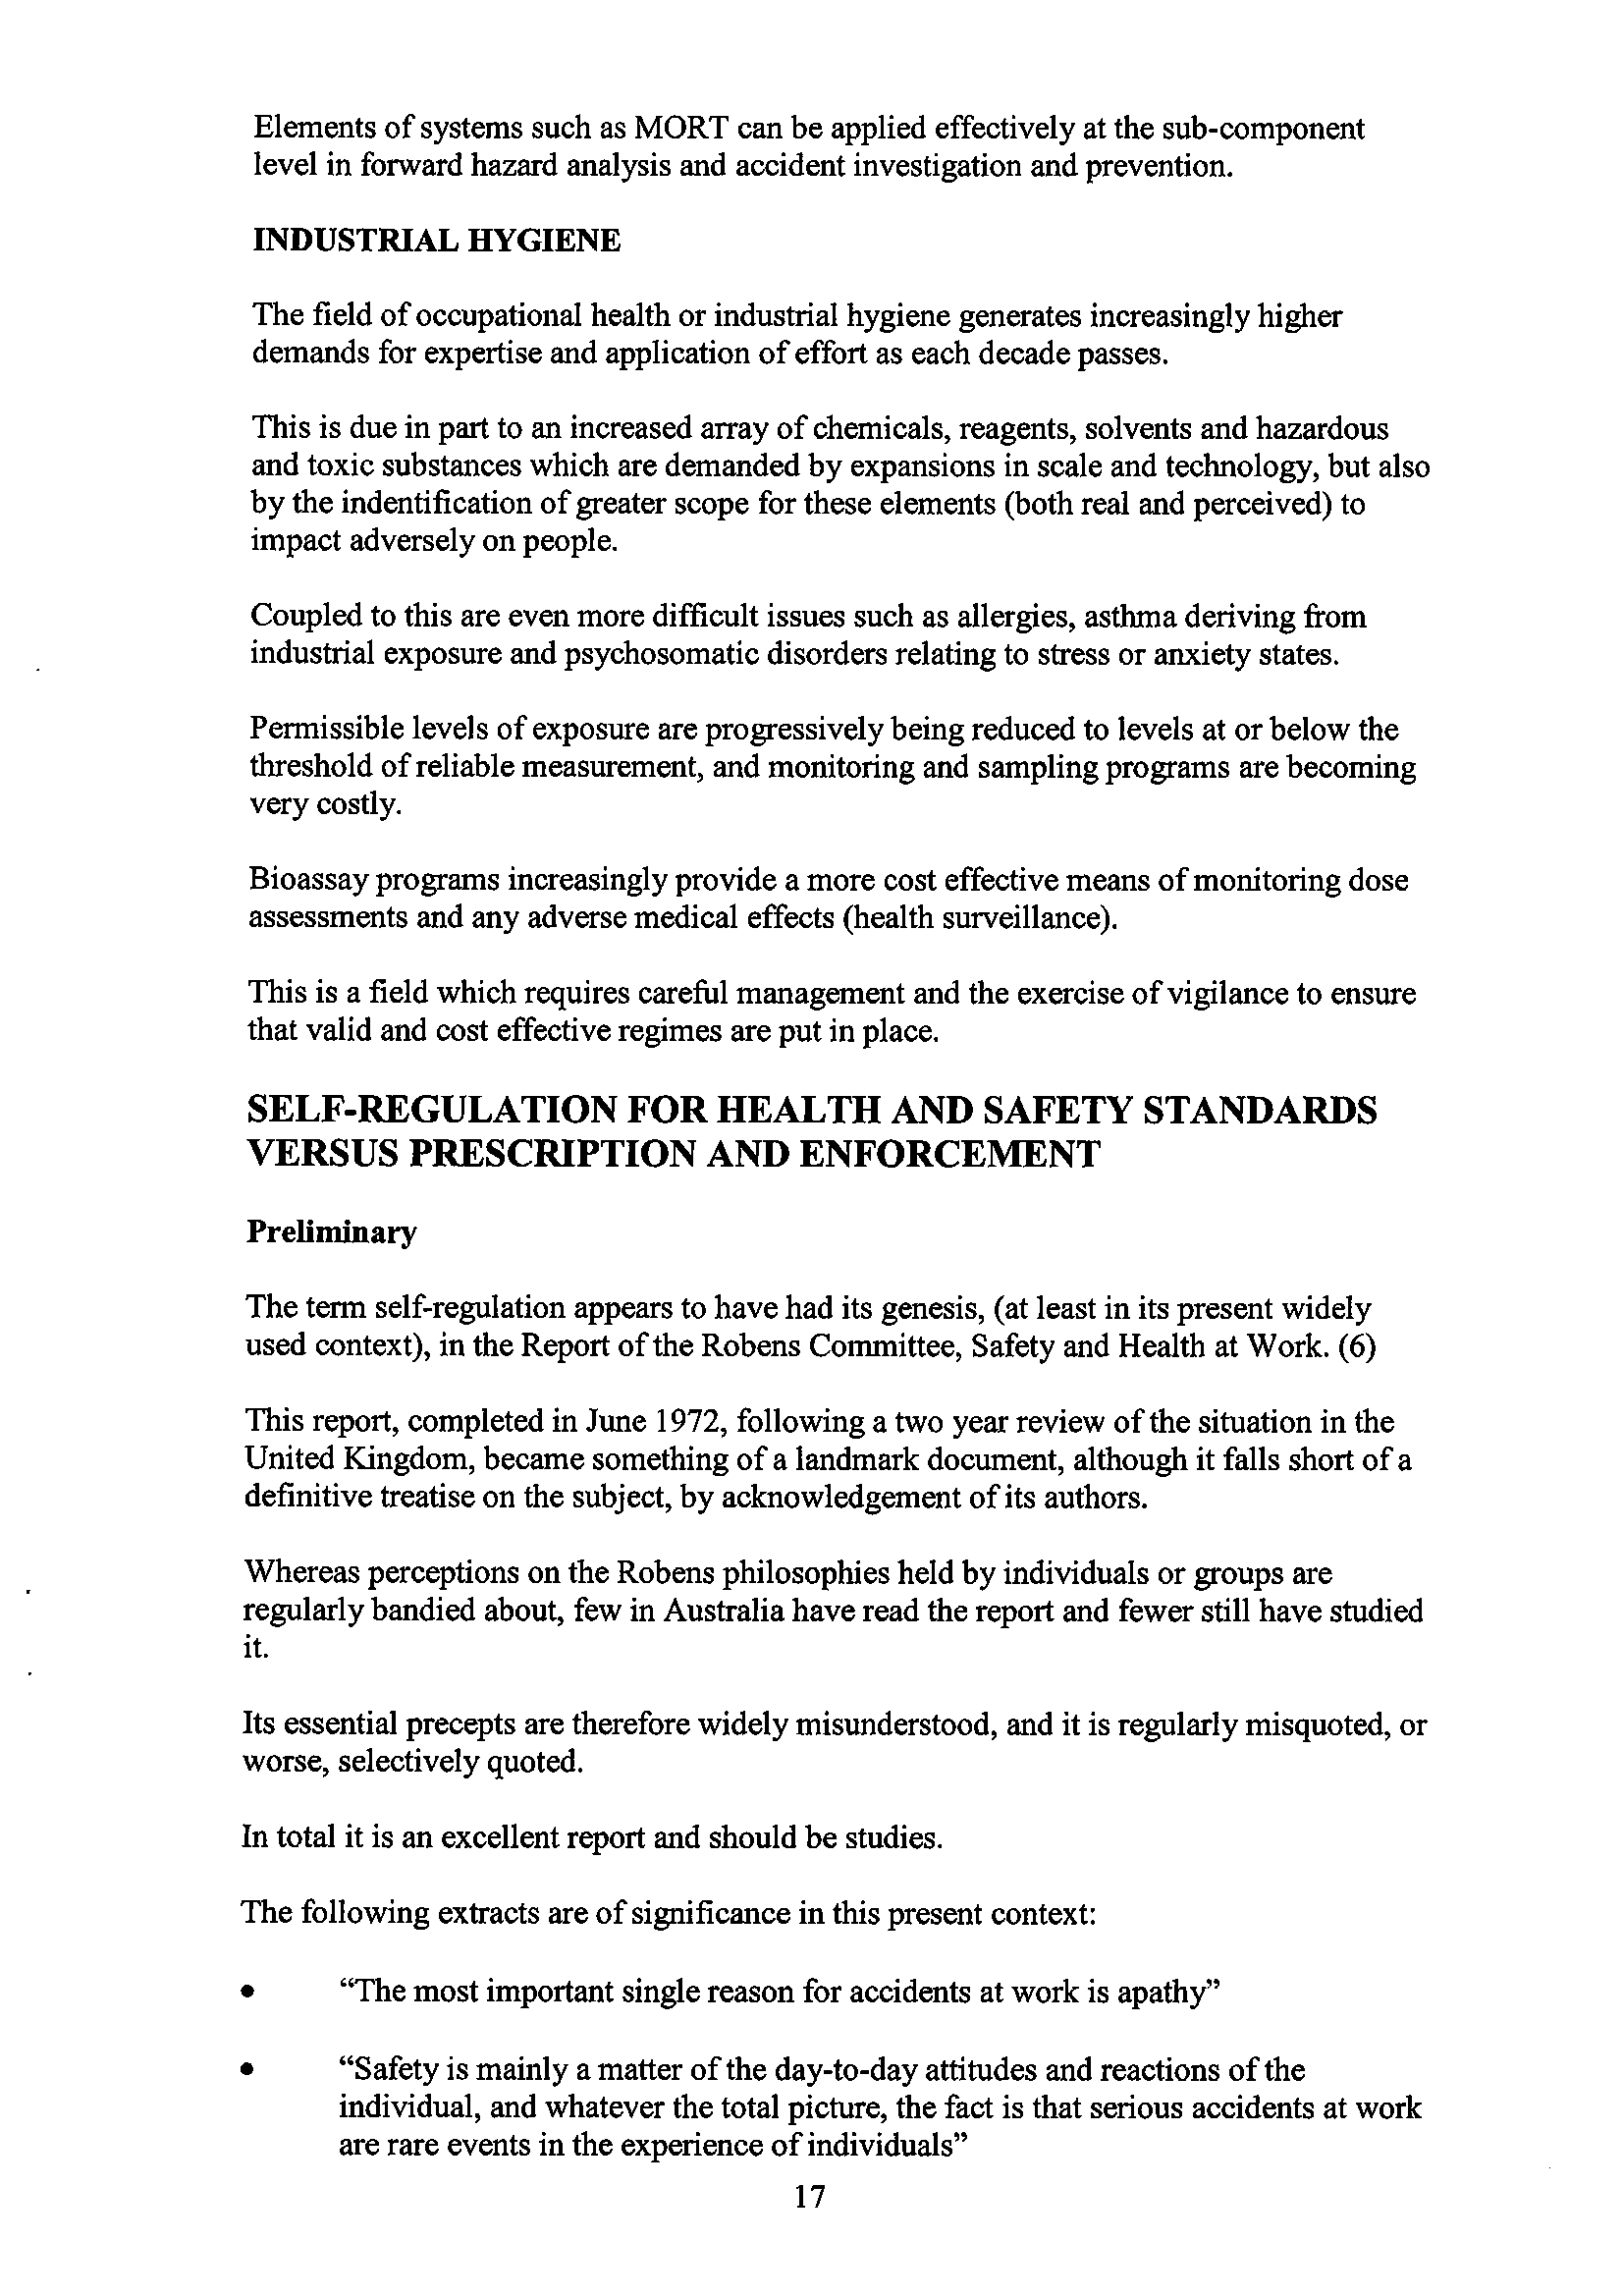 Elements of systems such as MORT can be applied effectively at the sub-component
level in forward hazard analysis and accident investigation and prevention.
INDUSTRIAL HYGIENE
The field of occupational health or industrial hygiene generates increasingly higher
demands for expertise and application of effort as each decade passes.
This is due in part to an increased array of chemicals, reagents, solvents and hazardous
and toxic substances which are demanded by expansions in scale and technology, but also
by the indentification of greater scope for these elements (both real and perceived) to
impact adversely on people.
Coupled to this are even more difficult issues such as allergies, asthma deriving from
industrial exposure and psychosomatic disorders relating to stress or anxiety states.
Permissible levels of exposure are progressively being reduced to levels at or below the
threshold of reliable measurement, and monitoring and sampling programs are becoming
very costly.
Bioassay programs increasingly provide a more cost effective means of monitoring dose
assessments and any adverse medical effects (health surveillance).
This is a field which requires careful management and the exercise of vigilance to ensure
that valid and cost effective regimes are put in place.
SELF-REGULATION FOR HEALTH AND SAFETY STANDARDS
VERSUS PRESCRIPTION AND ENFORCEMENT
Preliminary
The term self-regulation appears to have had its genesis, (at least in its present widely
used context), in the Report of the Robens Committee, Safety and Health at Work. (6)
This report, completed in June 1972, following a two year review of the situation in the
United Kingdom, became something of a landmark document, although it falls short of a
definitive treatise on the subject, by acknowledgement of its authors.
Whereas perceptions on the Robens philosophies held by individuals or groups are
regularly bandied about, few in Australia have read the report and fewer still have studied
it.
Its essential precepts are therefore widely misunderstood, and it is regularly misquoted, or
worse, selectively quoted.
In total it is an excellent report and should be studies.
The following extracts are of significance in this present context:
• “The most important single reason for accidents at work is apathy”
• “Safety is mainly a matter of the day-to-day attitudes and reactions of the
individual, and whatever the total picture, the fact is that serious accidents at work
are rare events in the experience of individuals”
17